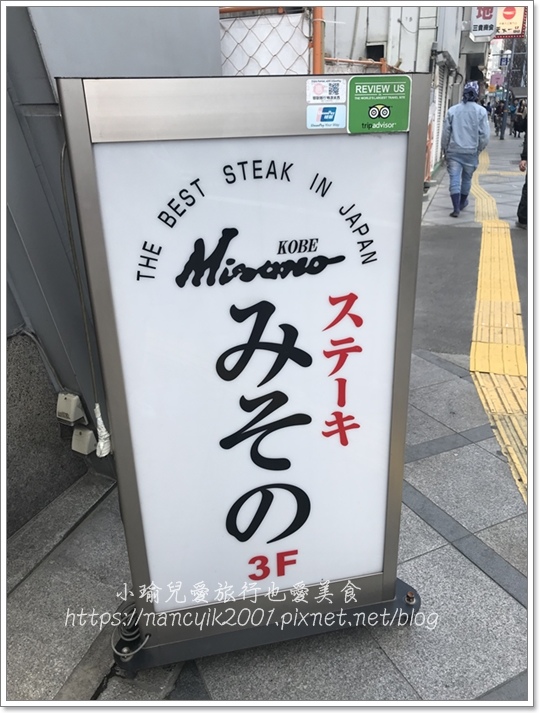 REVIEW US
tripadvisor
THE BEST STEAK IN JAPAN
KOBE
Misono
ステーキ
みその
3F
小瑜兒愛旅行也愛美食
https://nancyik2001.pixnet.net/blog